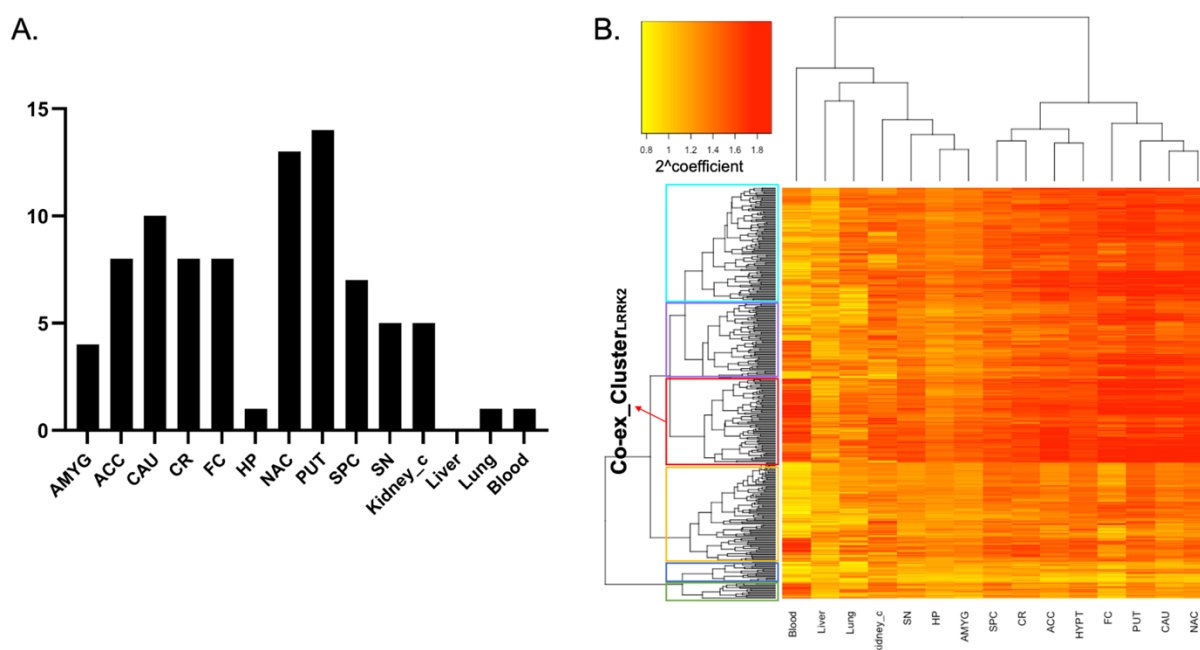 A.
15
10
5
0
AMYG
ACC
CAU
CR
FC
HP
NAC
PUT
SPC
SN
Kidney_c
Liver
Lung
Blood
B.
0.8 1 1.2 1.4 1.6 1.8
2^coefficient
Co-ex_ClusterLRRK2
Blood
Liver
Lung
kidney_c
SN
HP
AMYG
SPC
CR
ACC
HYPT
FC
PUT
CAU
NAC